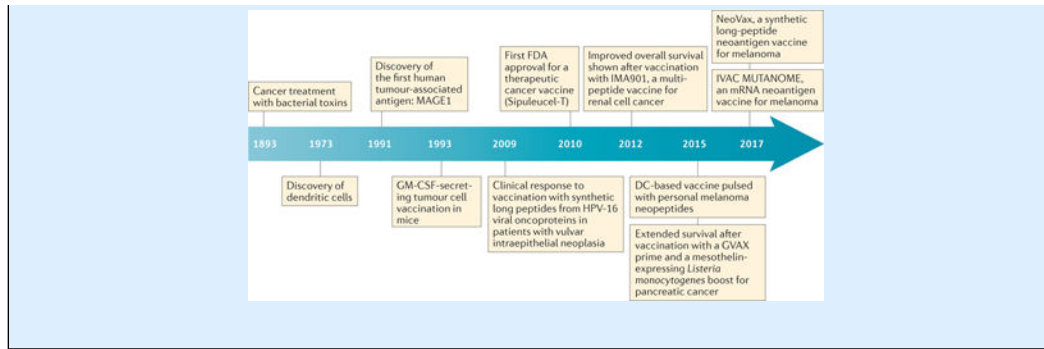 NeoVax, a synthetic
long-peptide
neoantigen vaccine
for melanoma
First FDA
approval for a
therapeutic
cancer vaccine
(Sipuleucel-T)
Improved overall survival
shown after vaccination
with IMA901, a multi-
peptide vaccine for
renal cell cancer
Discovery of
the first human
tumour-associated
antigen: MAGE1
IVAC MUTANOME,
an mRNA neoantigen
vaccine for melanoma
Cancer treatment
with bacterial toxins
1893 1973 1991 1993 2009 2010 2012 2015 2017
Discovery of
dendritic cells
GM-CSF-secret-
ing tumour cell
vaccination in
mice
Clinical response to
vaccination with synthetic
long peptides from HPV-16
viral oncoproteins in
patients with vulvar
intraepithelial neoplasia
DC-based vaccine pulsed
with personal melanoma
neopeptides
Extended survival after
vaccination with a GVAX
prime and a mesothelin-
expressing Listeria
monocytogenes boost for
pancreatic cancer